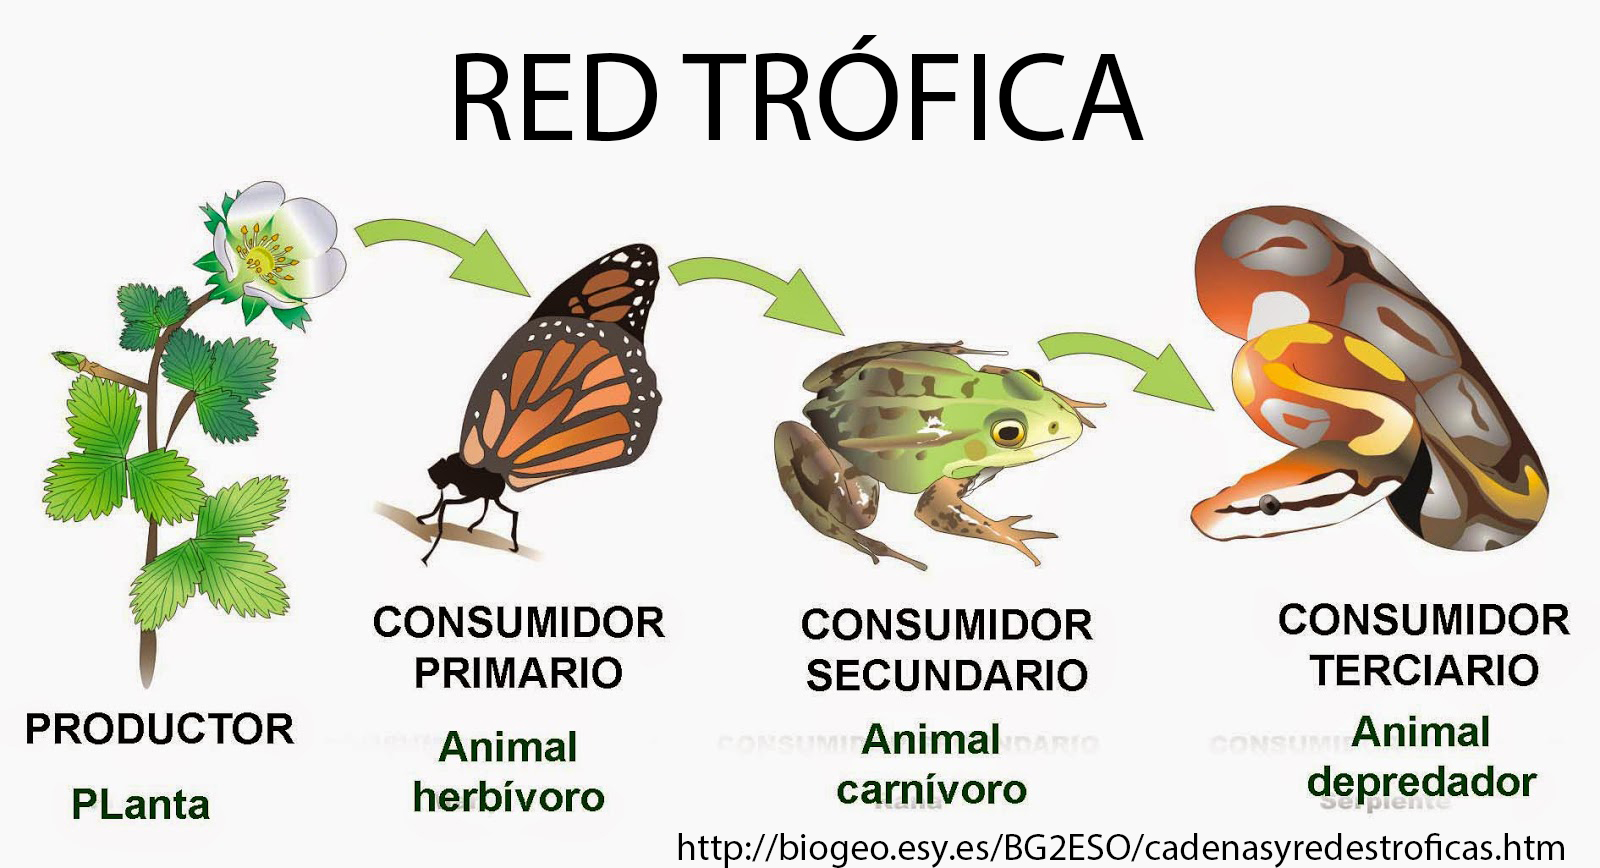 RED TRÓFICA
PRODUCTOR
PLanta
CONSUMIDOR
PRIMARIO
Animal
herbívoro
CONSUMIDOR
SECUNDARIO
Animal
carnívoro
CONSUMIDOR
TERCIARIO
Animal
depredador
Serpiente
http://biogeo.esy.es/BG2ESO/cadenasyredestroficas.htm